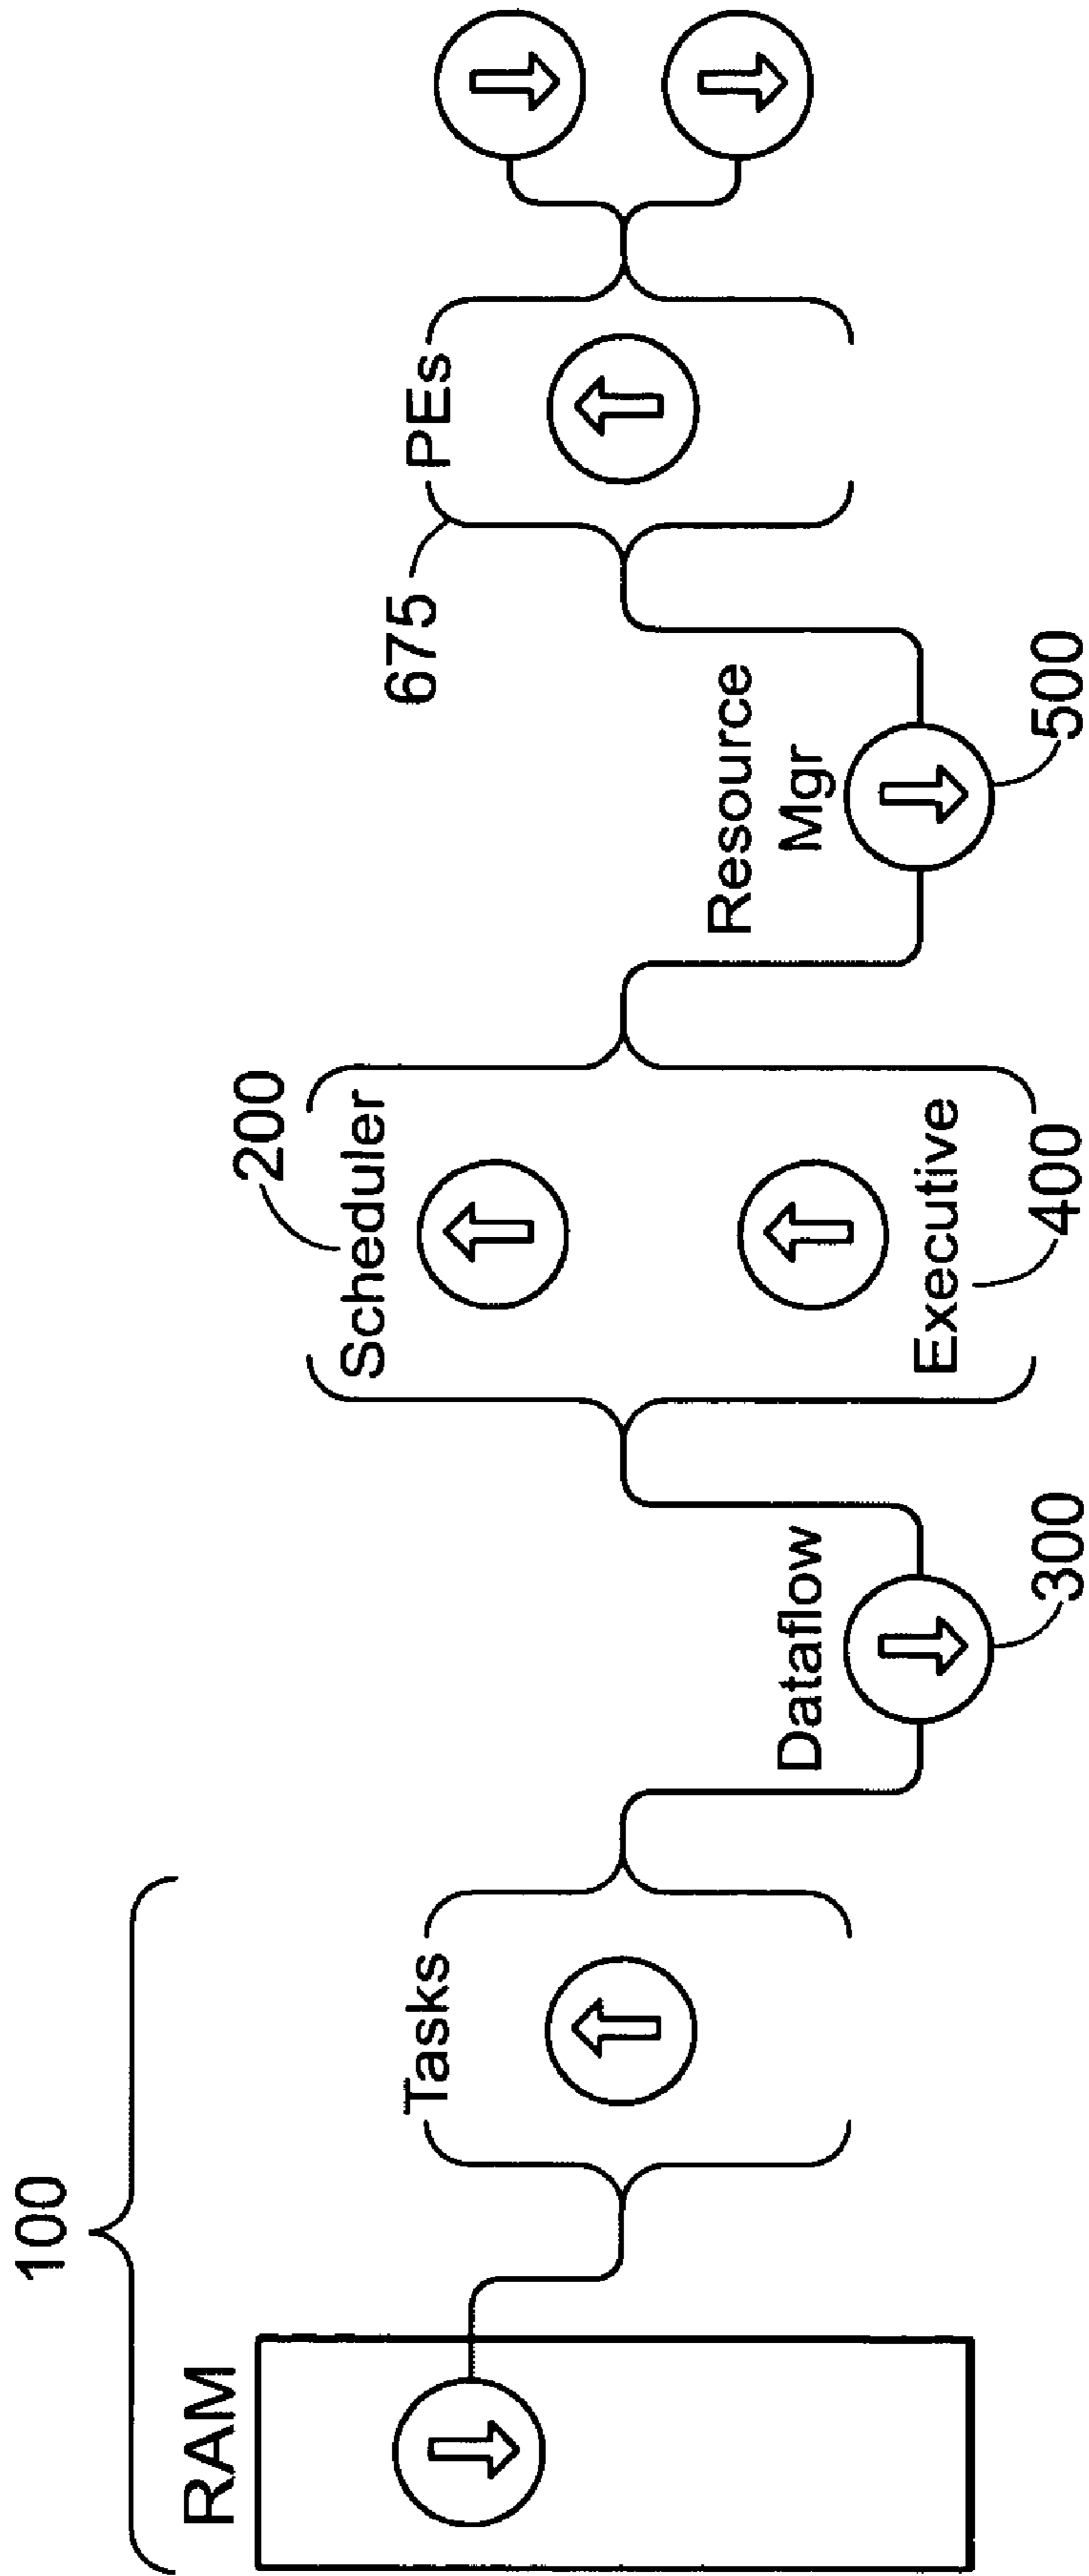 100
RAM
Tasks
Dataflow
300
200
Scheduler
Executive
400
Resource
Mgr
500
675
PEs